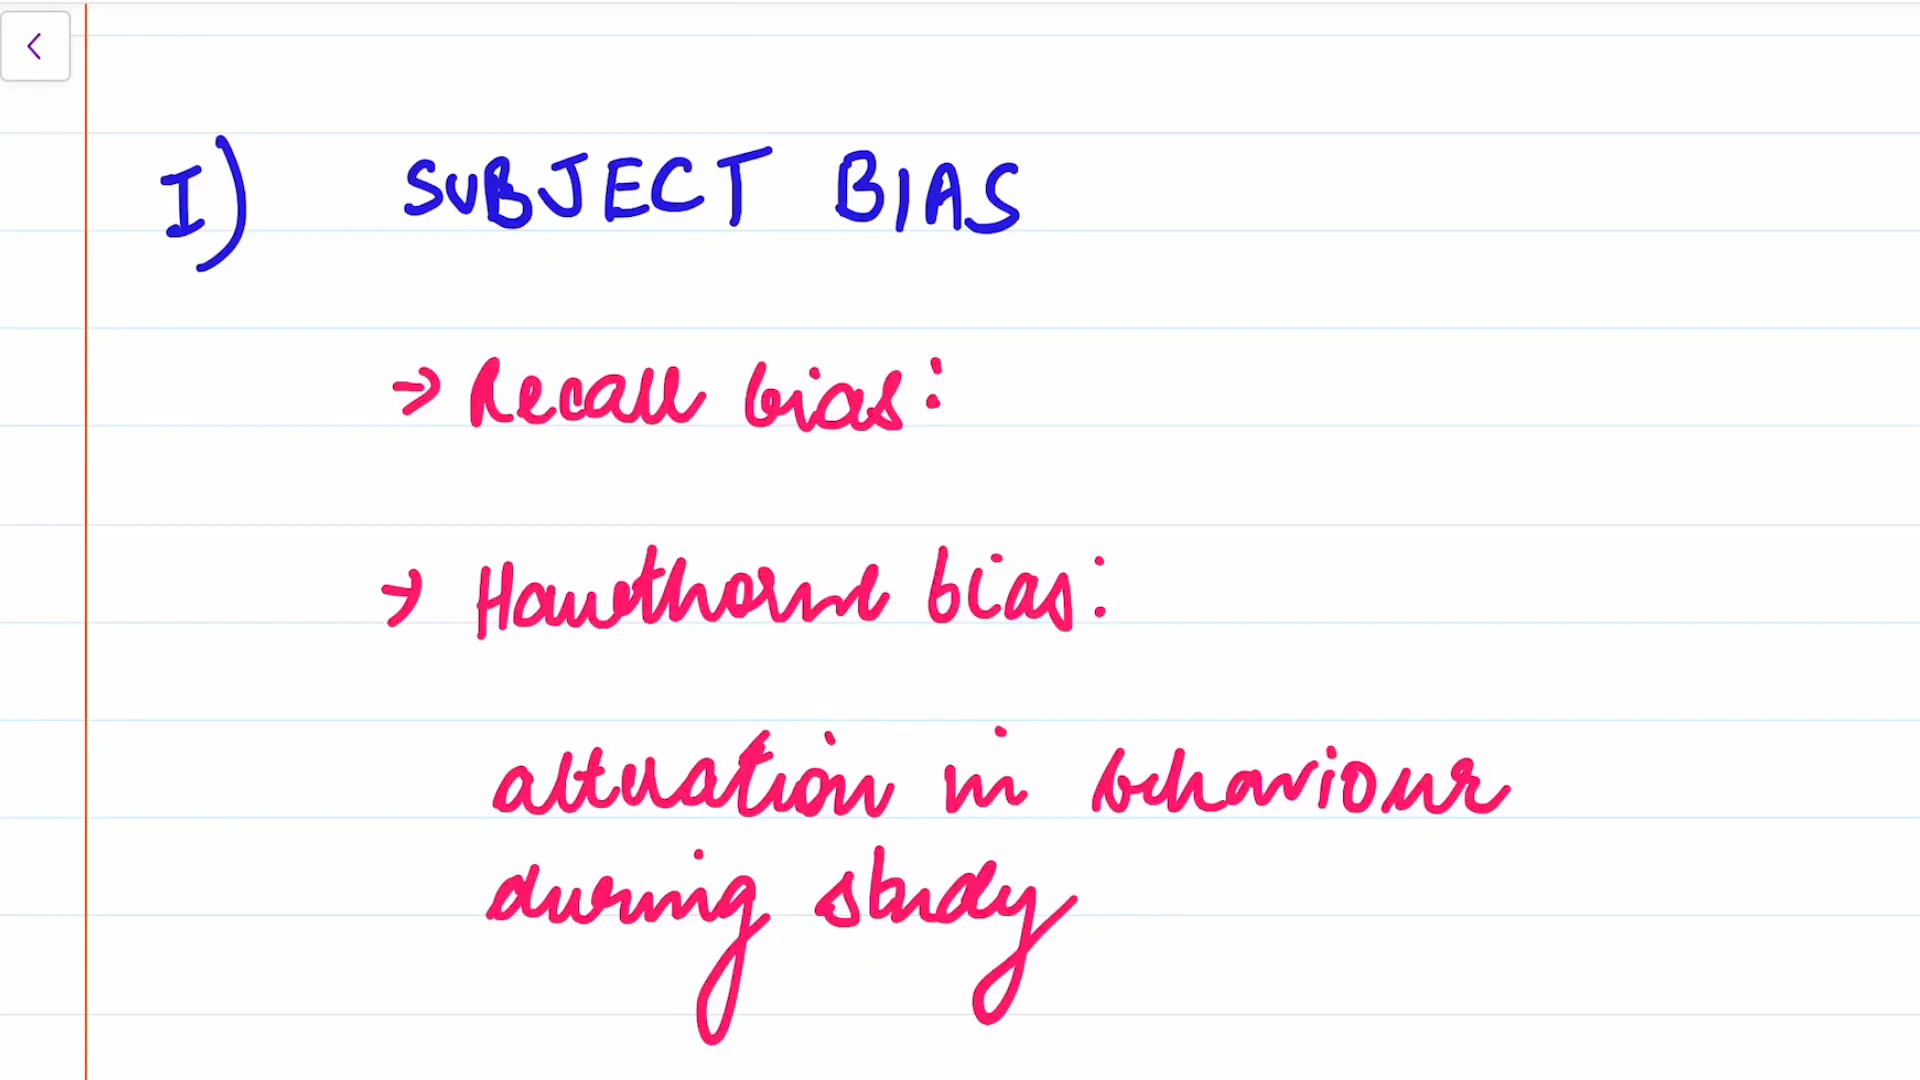 I) SUBJECT BIAS
→ Recall bias:
→ Hawthorne bias:
alteration in behaviour
during study